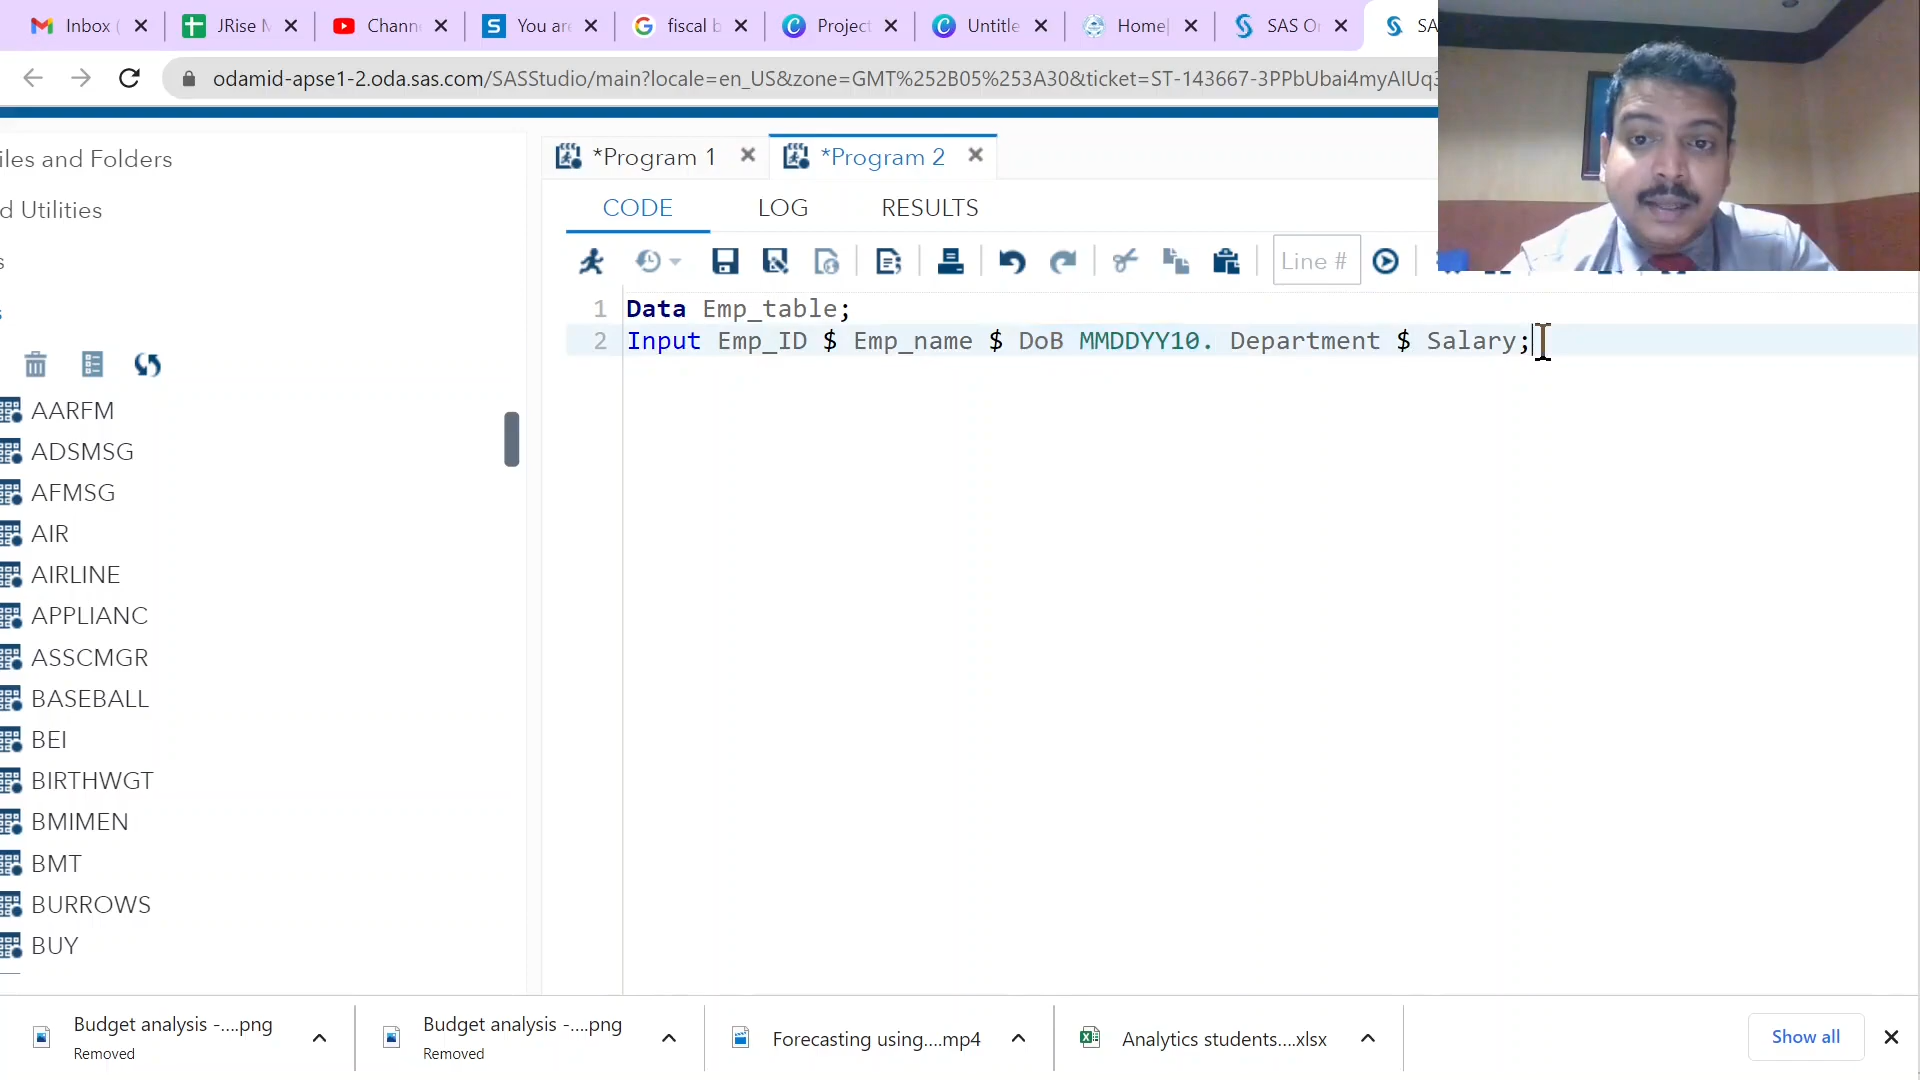 Inbox (
JRise M
Chann
You are
fiscal b
Project
Untitle
Home|
SAS O
SA
odamid-apse1-2.oda.sas.com/SASStudio/main?locale=en_US&zone=GMT%252B05%253A30&ticket=ST-143667-3PPbUbai4myAIUq3
iles and Folders
d Utilities
s
s
*Program 1
*Program 2
CODE
LOG
RESULTS
Line #
1 Data Emp_table;
2 Input Emp_ID $ Emp_name $ DoB MMDDYY10. Department $ Salary;
AARFM
ADSMSG
AFMSG
AIR
AIRLINE
APPLIANC
ASSCMGR
BASEBALL
BEI
BIRTHWGT
BMIMEN
BMT
BURROWS
BUY
Budget analysis -....png
Removed
Budget analysis -....png
Removed
Forecasting using....mp4
Analytics students....xlsx
Show all